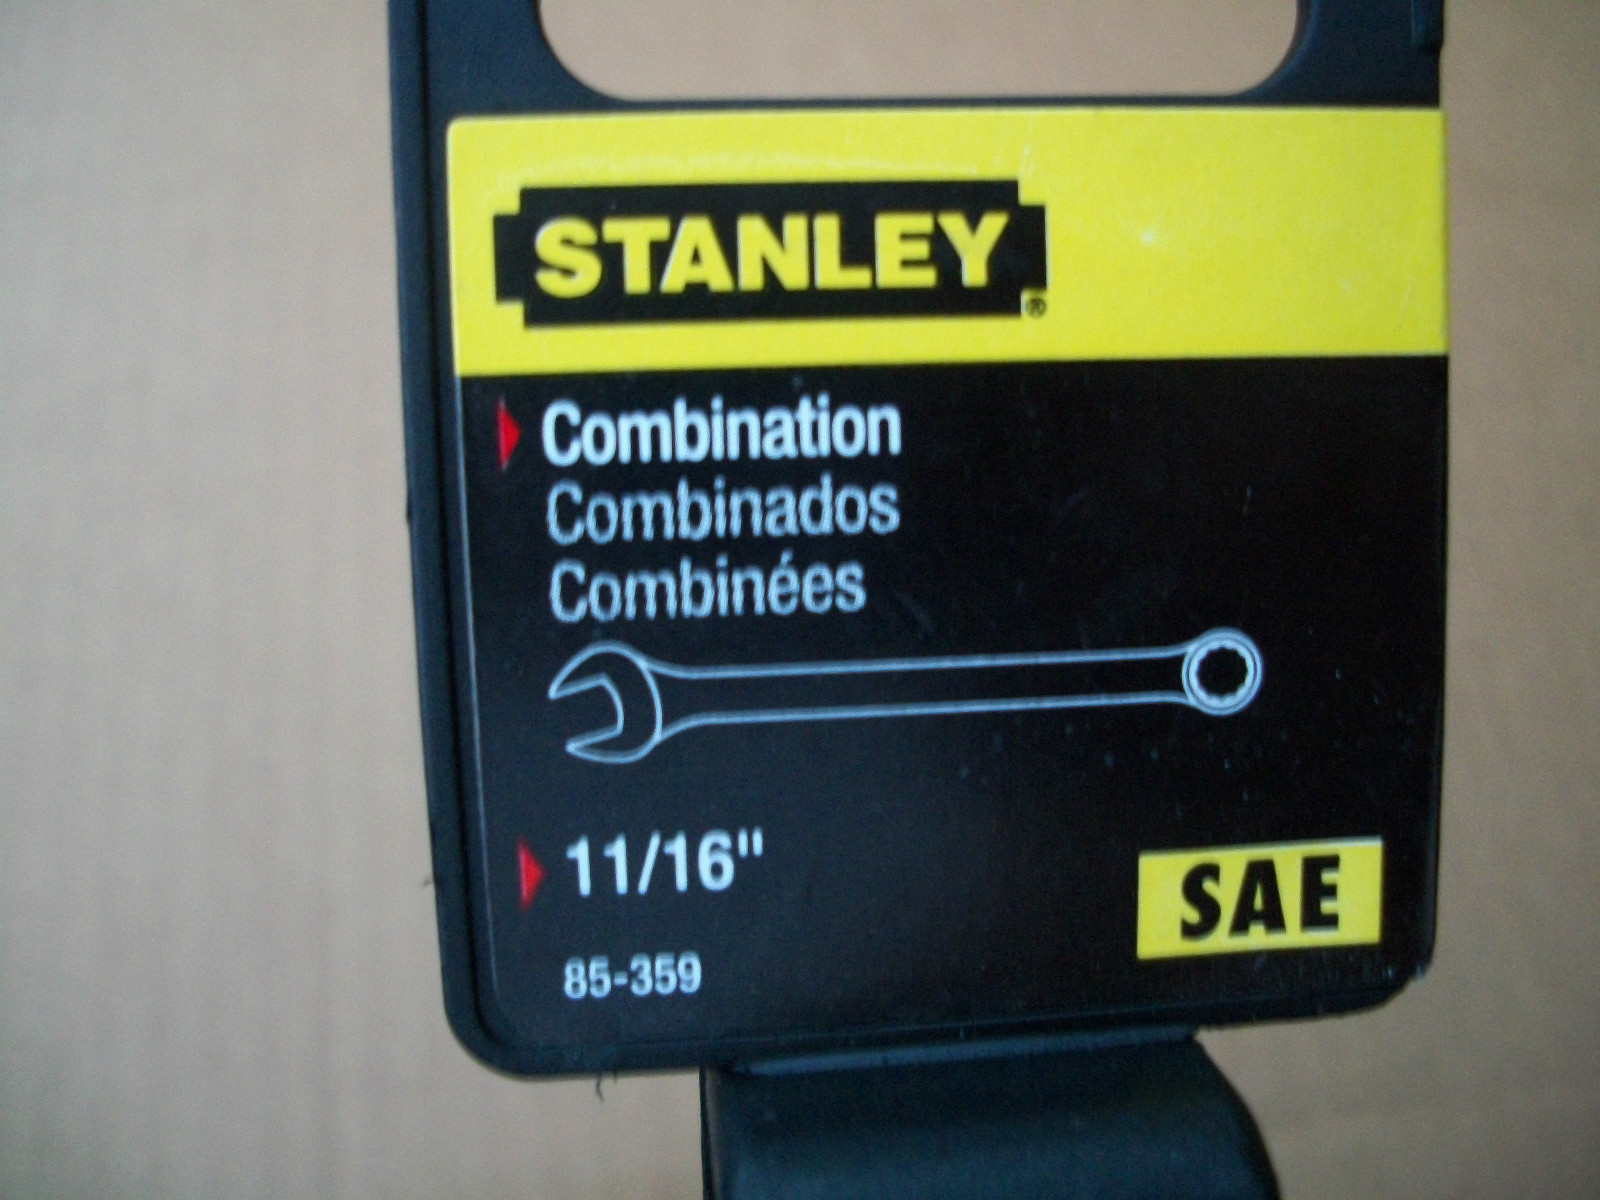 STANLEY®
Combination
Combinados
Combinées
11/16"
SAE
85-359